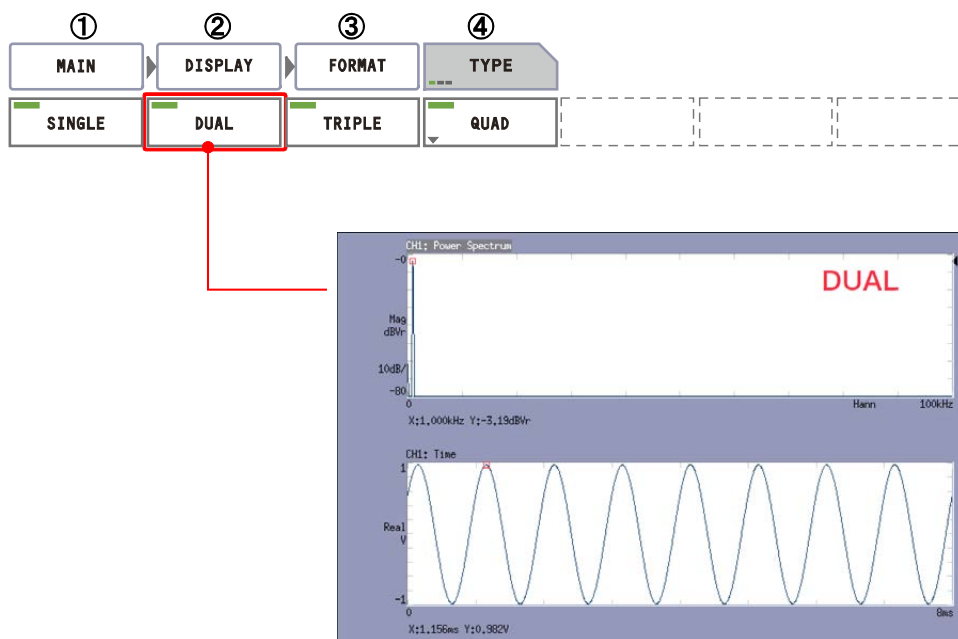 ① ② ③ ④
MAIN DISPLAY FORMAT TYPE
SINGLE DUAL TRIPLE QUAD
CH1: Power Spectrum
-0
DUAL
Mag
dBVr
10dB/
-80
0 Hann 100kHz
X:1.000kHz Y:-3.19dBVr
CH1: Time
1
Real
V
-1
0 8ms
X:1.156ms Y:0.982V